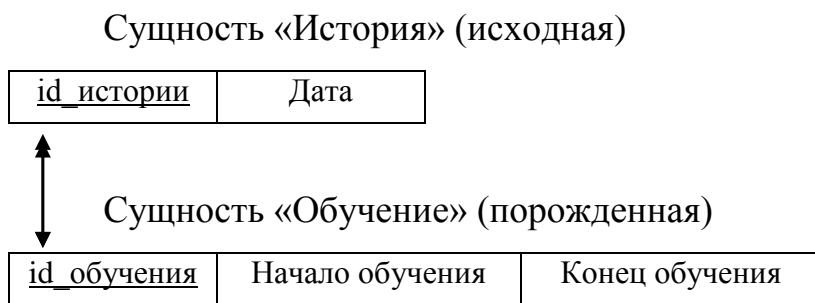 Сущность «История» (исходная)
id_истории Дата
Сущность «Обучение» (порожденная)
id_обучения Начало обучения Конец обучения